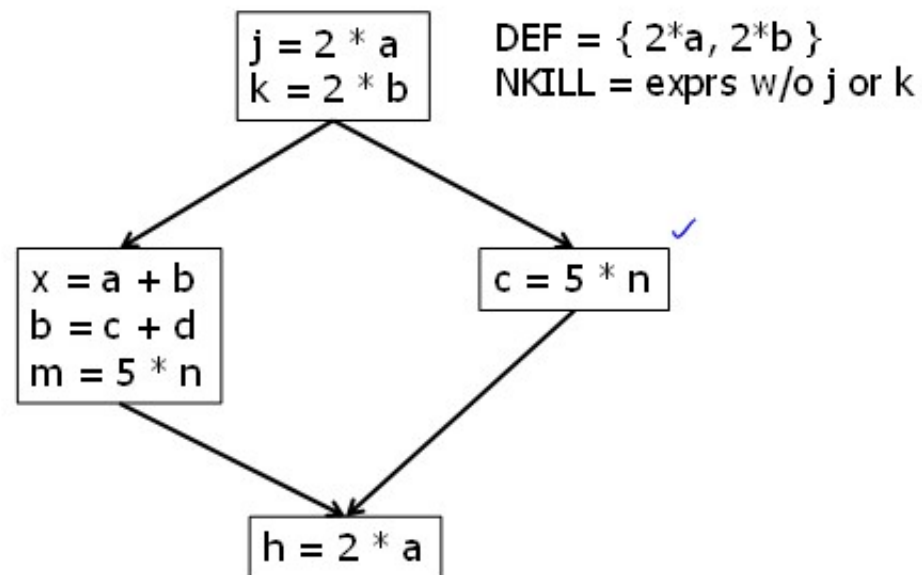 j = 2 * a
k = 2 * b
DEF = { 2*a, 2*b }
NKILL = exprs w/o j or k
x = a + b
b = c + d
m = 5 * n
c = 5 * n
h = 2 * a